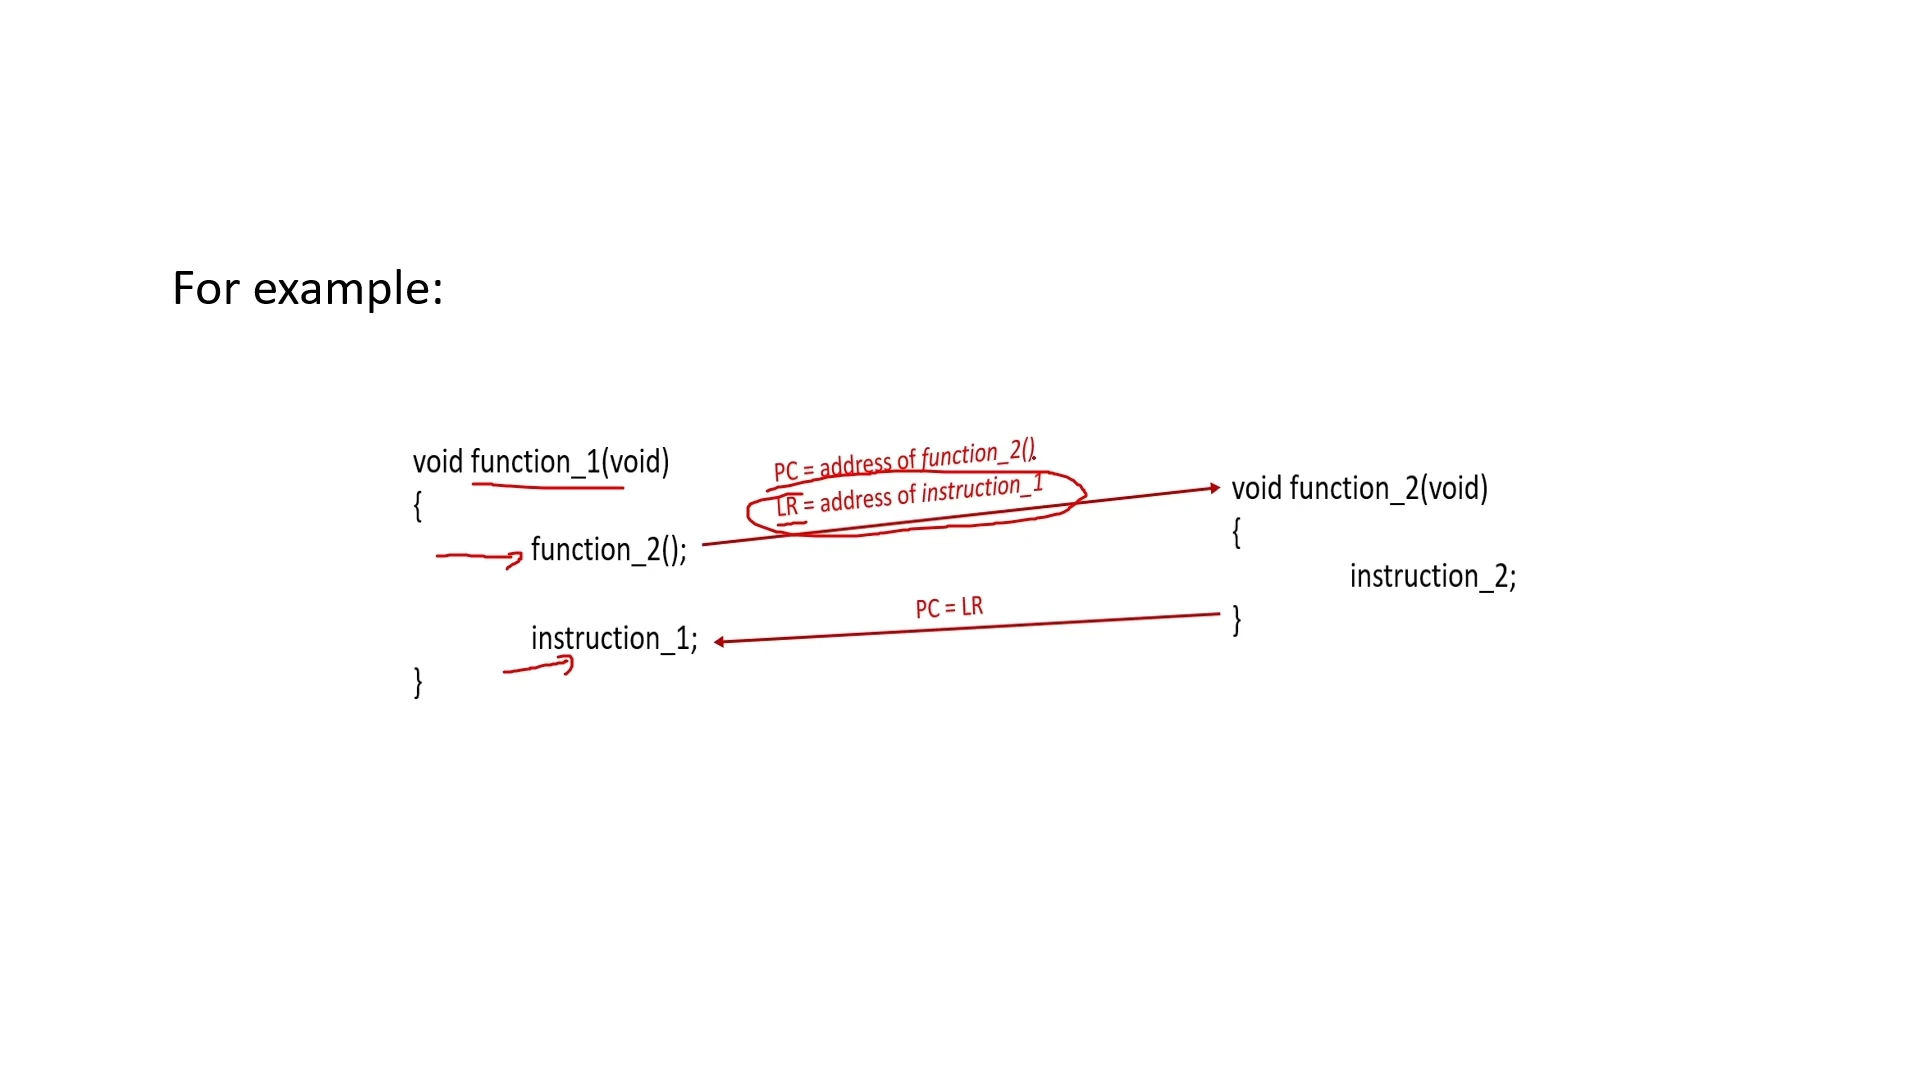 For example:
void function_1(void)
{
function_2();
instruction_1;
}
PC = address of function_2().
LR = address of instruction_1
PC = LR
void function_2(void)
{
instruction_2;
}